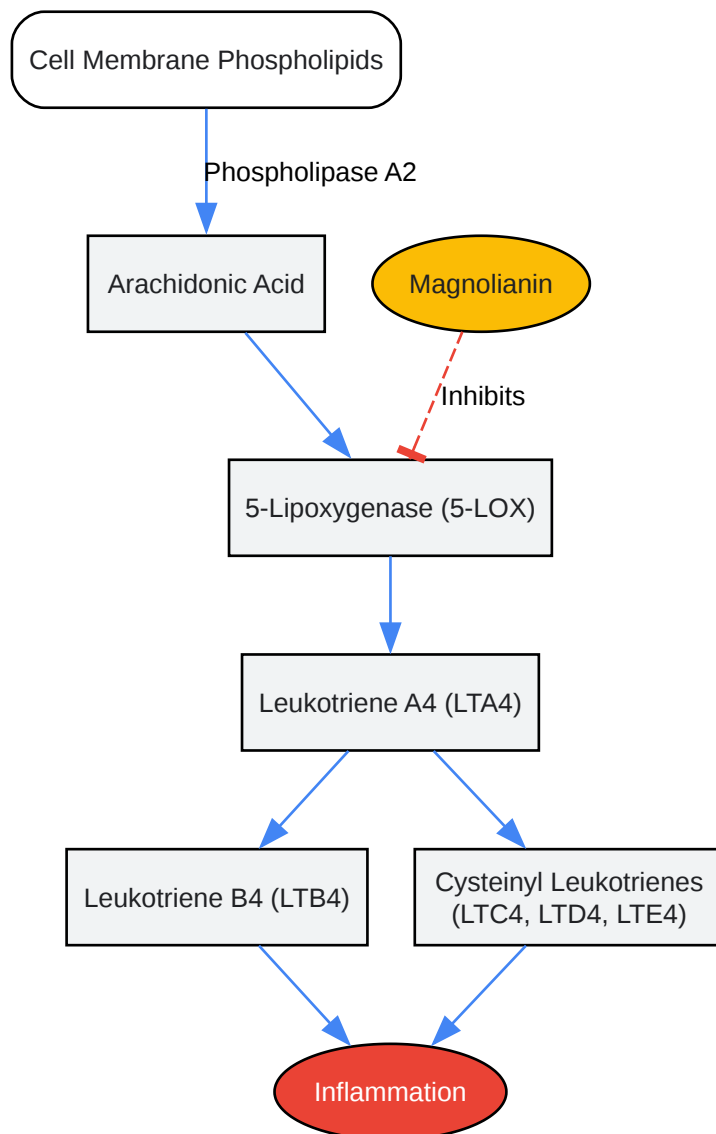 Cell Membrane Phospholipids
Phospholipase A2
Arachidonic Acid
Magnolianin
Inhibits
5-Lipoxygenase (5-LOX)
Leukotriene A4 (LTA4)
Leukotriene B4 (LTB4)
Cysteinyl Leukotrienes
(LTC4, LTD4, LTE4)
Inflammation